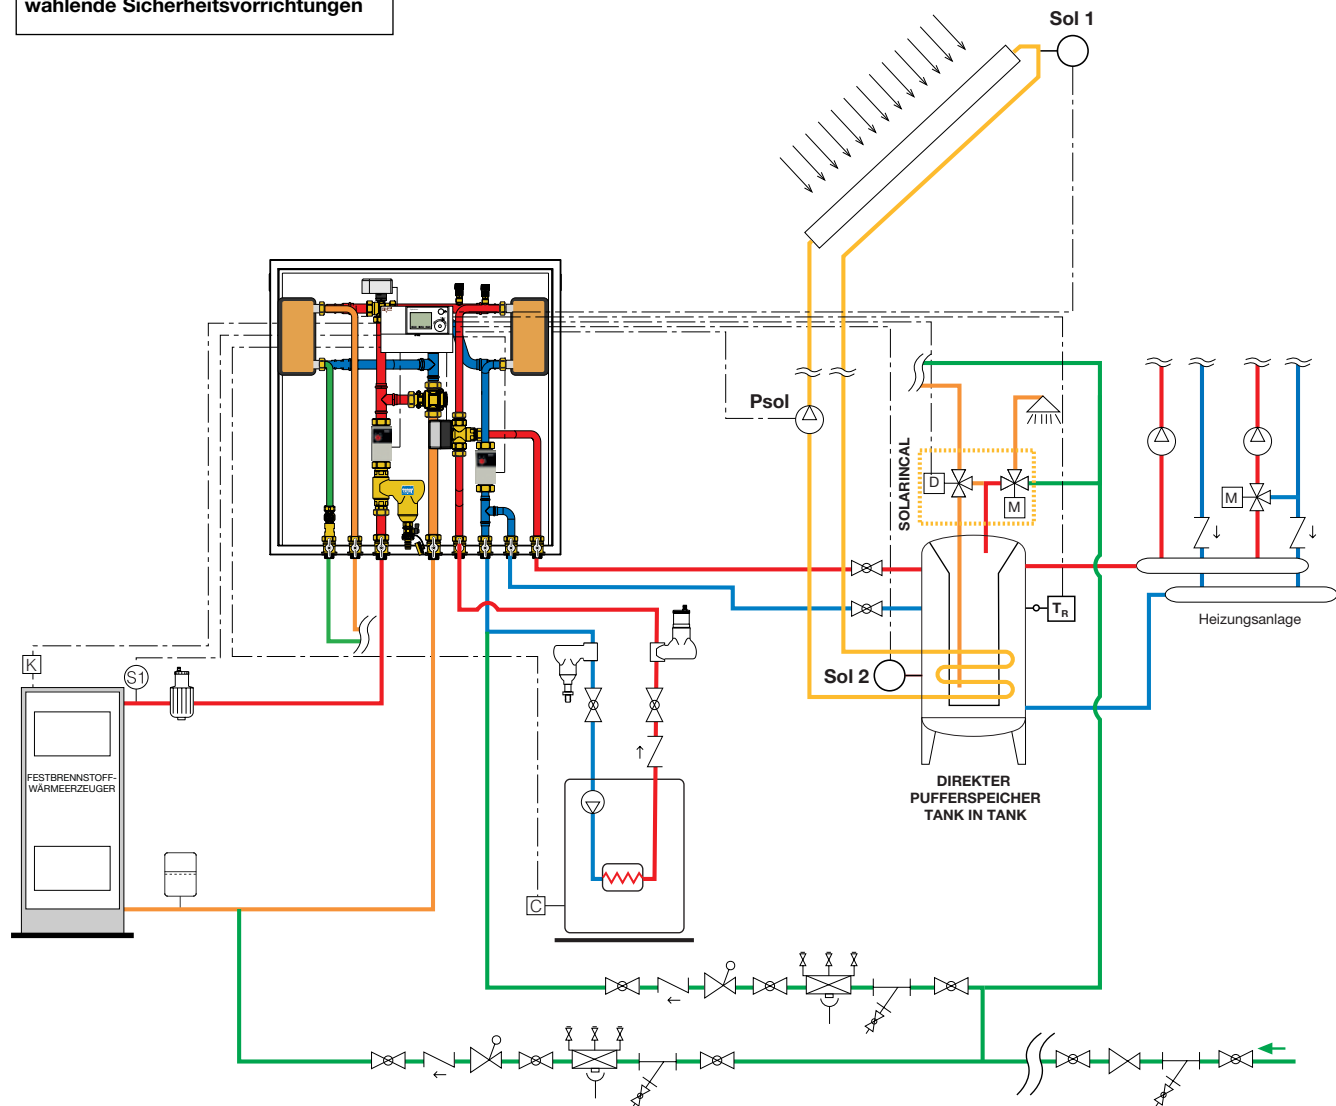 wählende Sicherheitsvorrichtungen
Sol 1
Psol
SOLARINCAL
D
M
M
TR
Heizungsanlage
Sol 2
K
S1
FESTBRENNSTOFF-
WÄRMEERZEUGER
DIREKTER
PUFFERSPEICHER
TANK IN TANK
C